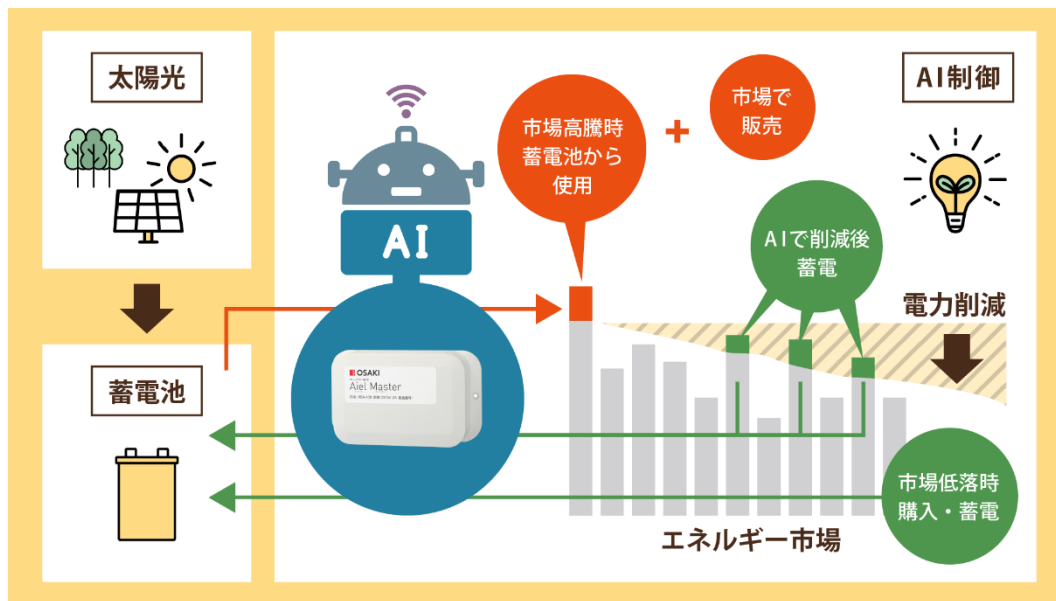 太陽光
蓄電池
AI
OSAKI
Aiel Master
市場高騰時
蓄電池から
使用
+
市場で
販売
AI制御
AIで削減後
蓄電
電力削減
市場低落時
購入・蓄電
エネルギー市場